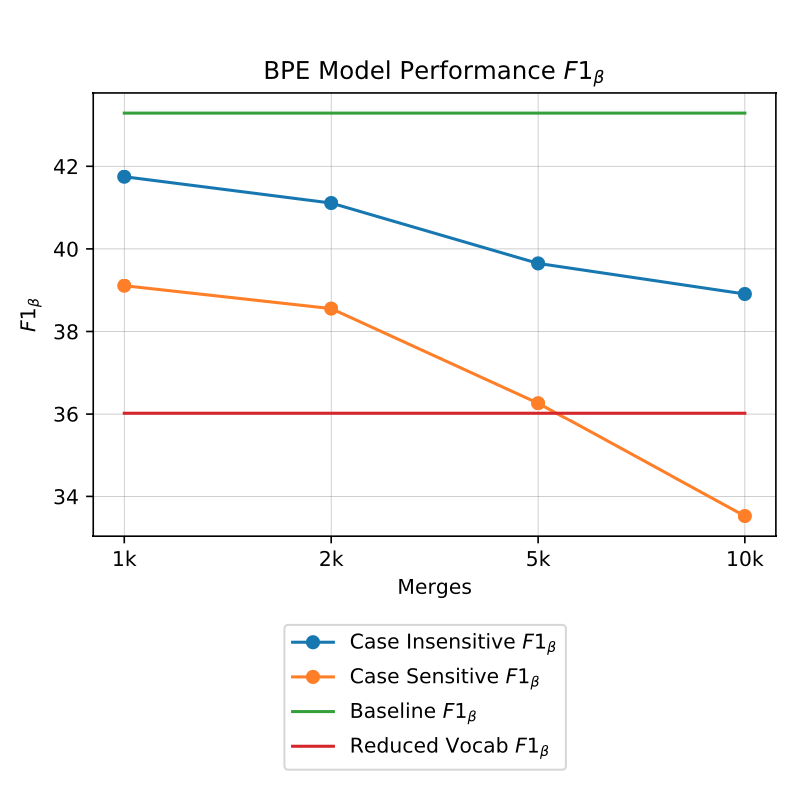 BPE Model Performance F1β
42
40
38
36
34
F1β
1k 2k 5k 10k
Merges
Case Insensitive F1β
Case Sensitive F1β
Baseline F1β
Reduced Vocab F1β